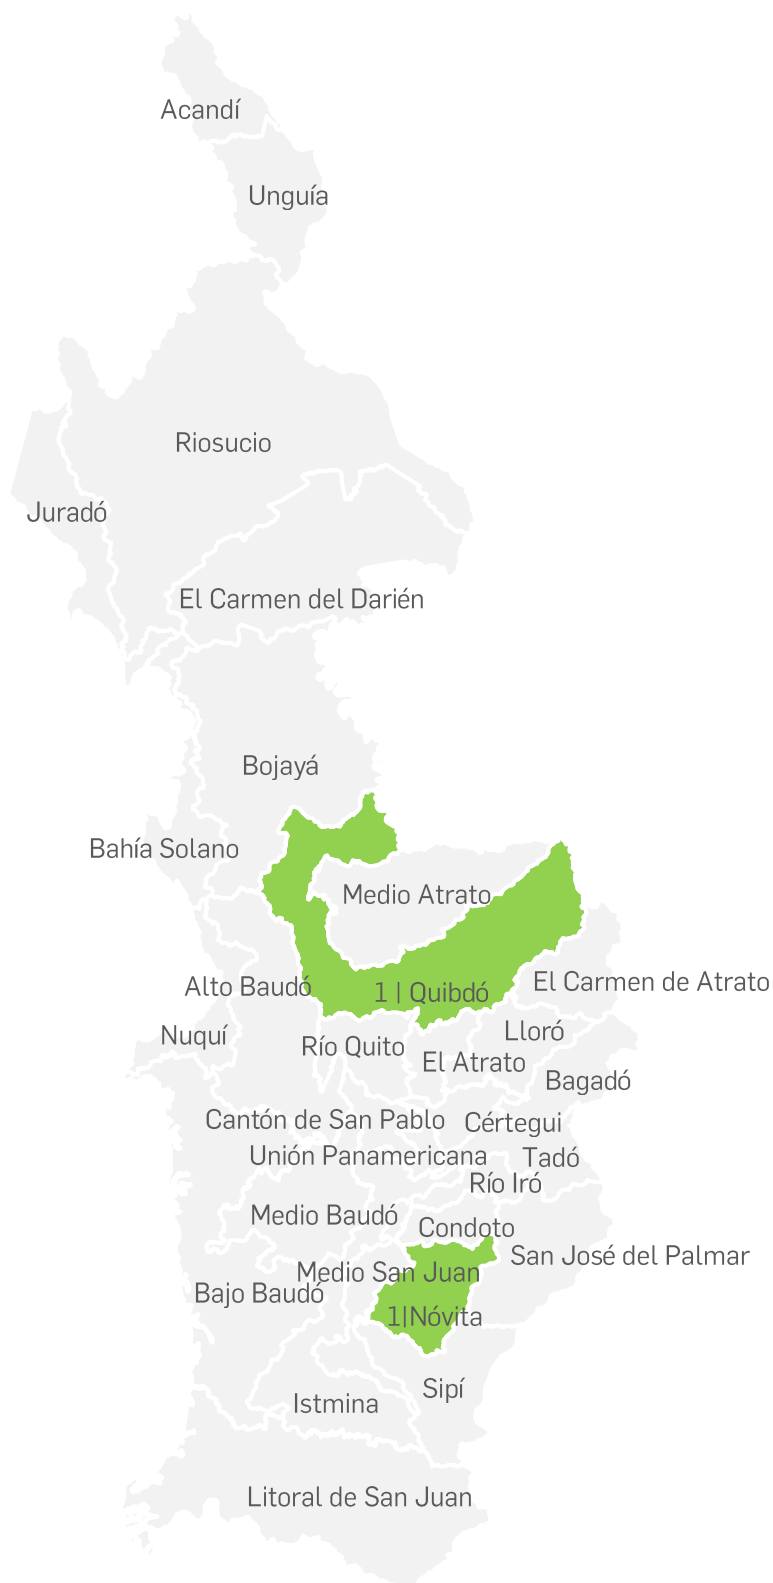 Acandí
Unguía
Riosucio
Juradó
El Carmen del Darién
Bojayá
Bahía Solano
Medio Atrato
El Carmen de Atrato
Alto Baudó
1 | Quibdó
Lloró
Nuquí
Río Quito
El Atrato
Bagadó
Cantón de San Pablo
Cértegui
Unión Panamericana
Tadó
Río Iró
Medio Baudó
Condoto
San José del Palmar
Medio San Juan
Bajo Baudó
1|Nóvita
Sipí
Istmina
Litoral de San Juan